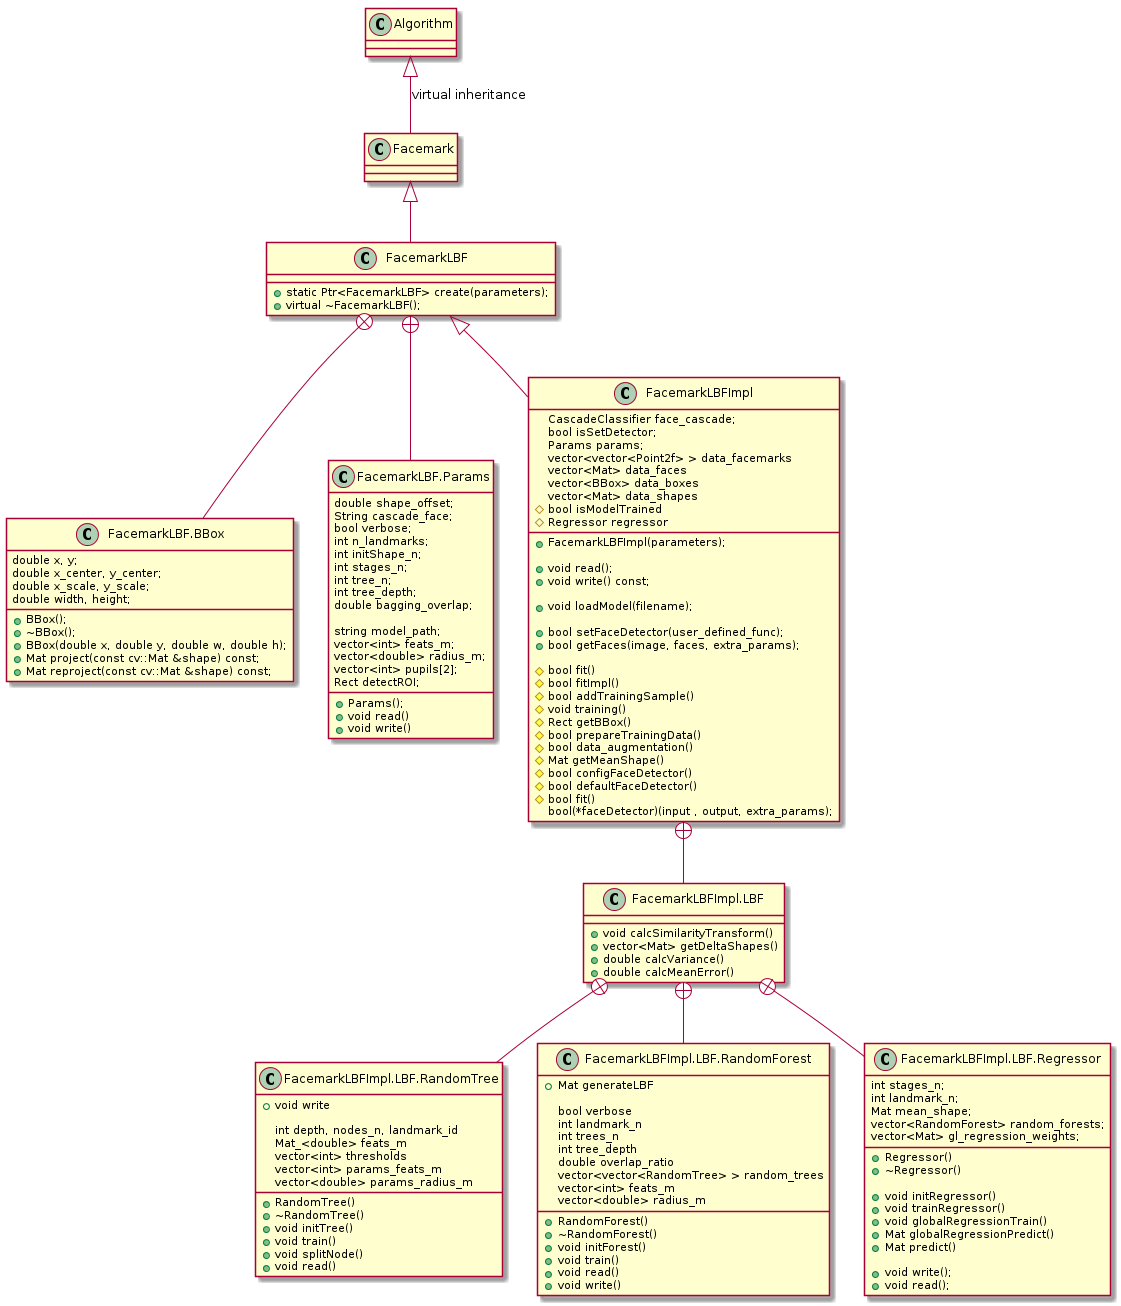 C Algorithm
virtual inheritance
C Facemark
C FacemarkLBF
static Ptr<FacemarkLBF> create(parameters);
virtual ~FacemarkLBF();
C FacemarkLBFImpl
CascadeClassifier face_cascade;
bool isSetDetector;
Params params;
vector<vector<Point2f> > data_facemarks
vector<Mat> data_faces
vector<BBox> data_boxes
vector<Mat> data_shapes
bool isModelTrained
Regressor regressor
FacemarkLBFImpl(parameters);
void read();
void write() const;
void loadModel(filename);
bool setFaceDetector(user_defined_func);
bool getFaces(image, faces, extra_params);
bool fit()
bool fitImpl()
bool addTrainingSample()
void training()
Rect getBBox()
bool prepareTrainingData()
bool data_augmentation()
Mat getMeanShape()
bool configFaceDetector()
bool defaultFaceDetector()
bool fit()
bool(*faceDetector)(input , output, extra_params);
C FacemarkLBF.Params
double shape_offset;
String cascade_face;
bool verbose;
int n_landmarks;
int initShape_n;
int stages_n;
int tree_n;
int tree_depth;
double bagging_overlap;
string model_path;
vector<int> feats_m;
vector<double> radius_m;
vector<int> pupils[2];
Rect detectROI;
Params();
void read()
void write()
C FacemarkLBF.BBox
double x, y;
double x_center, y_center;
double x_scale, y_scale;
double width, height;
BBox();
~BBox();
BBox(double x, double y, double w, double h);
Mat project(const cv::Mat &shape) const;
Mat reproject(const cv::Mat &shape) const;
C FacemarkLBFImpl.LBF
void calcSimilarityTransform()
vector<Mat> getDeltaShapes()
double calcVariance()
double calcMeanError()
C FacemarkLBFImpl.LBF.RandomTree
void write
int depth, nodes_n, landmark_id
Mat_<double> feats_m
vector<int> thresholds
vector<int> params_feats_m
vector<double> params_radius_m
RandomTree()
~RandomTree()
void initTree()
void train()
void splitNode()
void read()
C FacemarkLBFImpl.LBF.RandomForest
Mat generateLBF
bool verbose
int landmark_n
int trees_n
int tree_depth
double overlap_ratio
vector<vector<RandomTree> > random_trees
vector<int> feats_m
vector<double> radius_m
RandomForest()
~RandomForest()
void initForest()
void train()
void read()
void write()
C FacemarkLBFImpl.LBF.Regressor
int stages_n;
int landmark_n;
Mat mean_shape;
vector<RandomForest> random_forests;
vector<Mat> gl_regression_weights;
Regressor()
~Regressor()
void initRegressor()
void trainRegressor()
void globalRegressionTrain()
Mat globalRegressionPredict()
Mat predict()
void write();
void read();